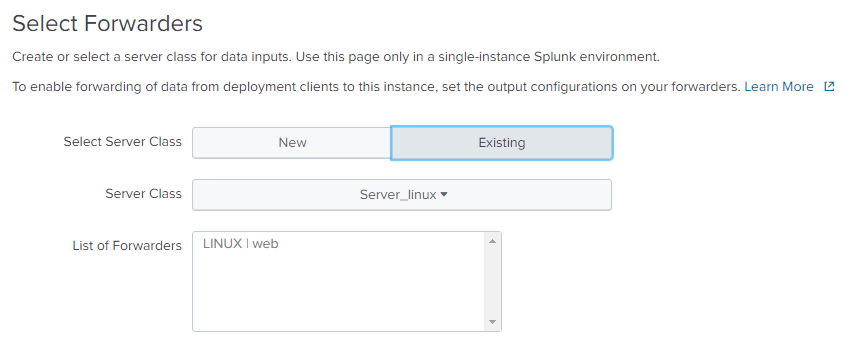 Select Forwarders
Create or select a server class for data inputs. Use this page only in a single-instance Splunk environment.
To enable forwarding of data from deployment clients to this instance, set the output configurations on your forwarders. Learn More
Select Server Class New Existing
Server Class Server_linux
List of Forwarders LINUX | web